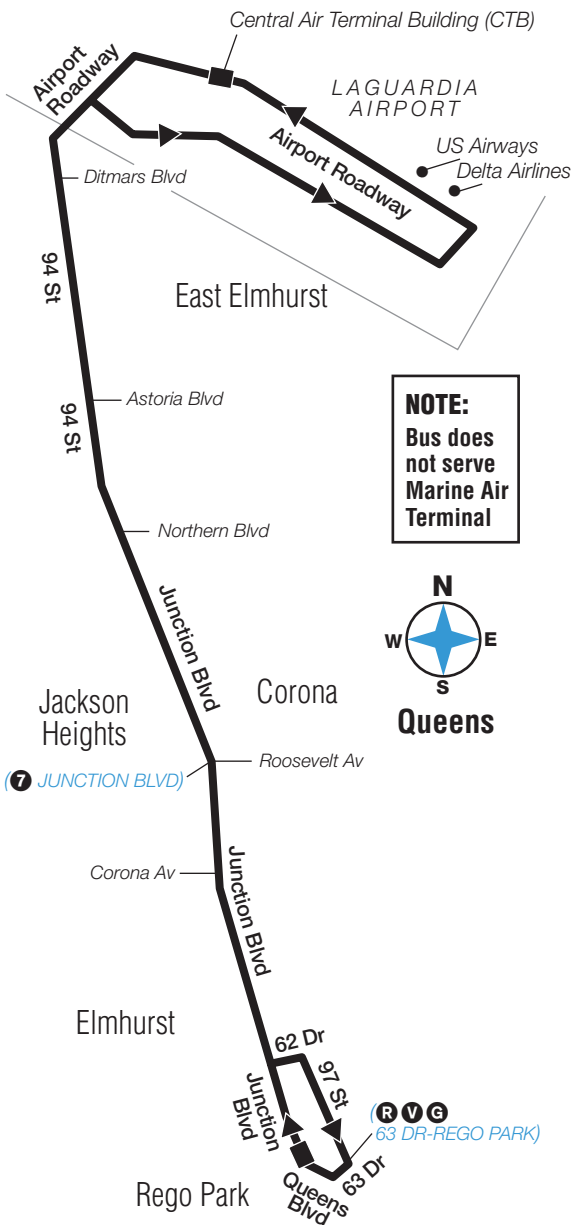 Central Air Terminal Building (CTB)
Airport
Roadway
LAGUARDIA
AIRPORT
US Airways
Delta Airlines
Airport Roadway
Ditmars Blvd
94 St
East Elmhurst
NOTE:
Bus does
not serve
Marine Air
Terminal
Astoria Blvd
94 St
Northern Blvd
N
W E
S
Queens
Junction Blvd
Corona
Jackson
Heights
Roosevelt Av
(7 JUNCTION BLVD)
Corona Av
Junction Blvd
Elmhurst
62 Dr
97 St
Junction
Blvd
(R V G
63 DR-REGO PARK)
63 Dr
Queens
Blvd
Rego Park